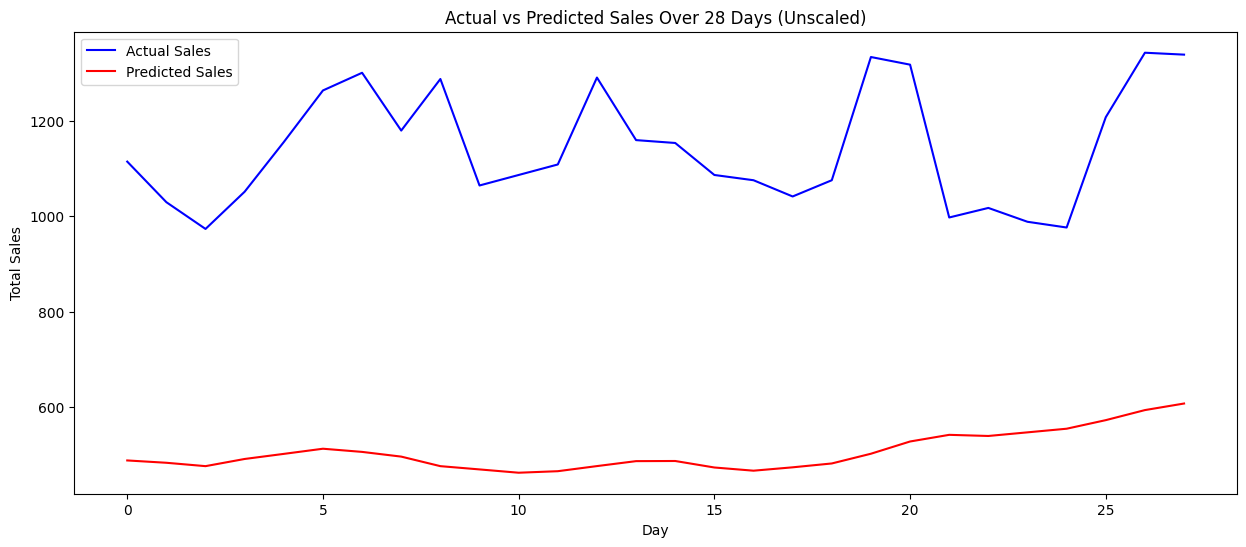 Actual vs Predicted Sales Over 28 Days (Unscaled)
Actual Sales
Predicted Sales
Total Sales
1200
1000
800
600
0 5 10 15 20 25
Day